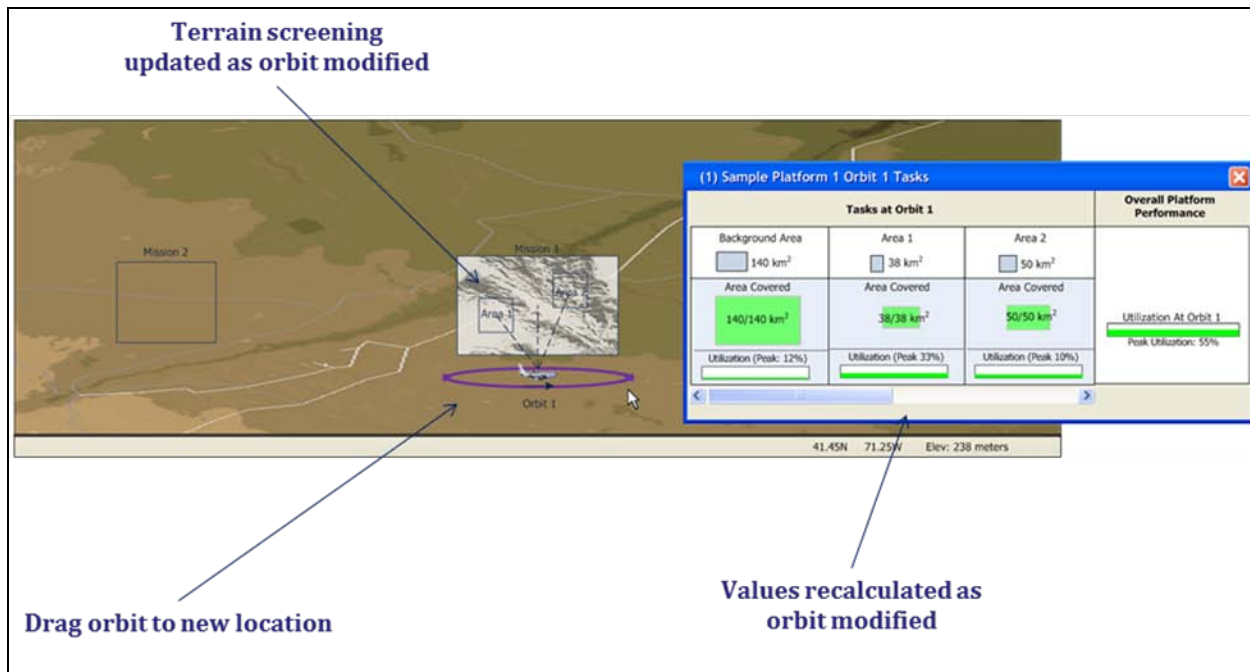 Terrain screening
updated as orbit modified
Mission 2
Mission 1
Area 1
Area 2
Orbit 1
41.45N 71.25W Elev: 238 meters
(1) Sample Platform 1 Orbit 1 Tasks
Tasks at Orbit 1
Overall Platform
Performance
Background Area
140 km²
Area 1
38 km²
Area 2
50 km²
Area Covered
140/140 km²
Area Covered
38/38 km²
Area Covered
50/50 km²
Utilization (Peak: 12%)
Utilization (Peak 33%)
Utilization (Peak 10%)
Utilization At Orbit 1
Peak Utilization: 55%
Drag orbit to new location
Values recalculated as
orbit modified